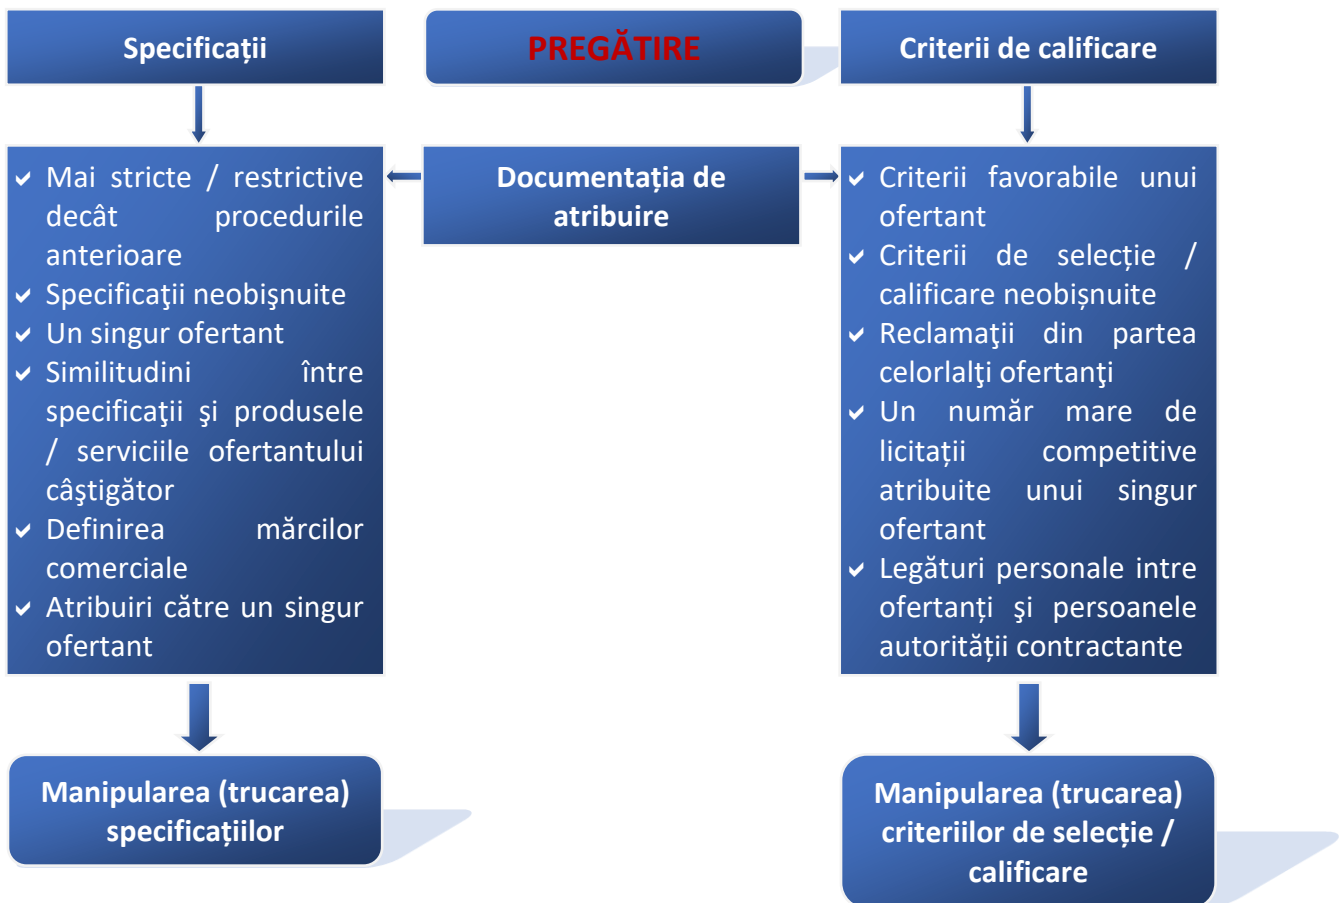 Specificații
PREGĂTIRE
Criterii de calificare
Mai stricte / restrictive
decât procedurile
anterioare
Specificaţii neobişnuite
Un singur ofertant
Similitudini între
specificaţii şi produsele
/ serviciile ofertantului
câştigător
Definirea mărcilor
comerciale
Atribuiri către un singur
ofertant
Documentația de
atribuire
Criterii favorabile unui
ofertant
Criterii de selecție /
calificare neobișnuite
Reclamaţii din partea
celorlalţi ofertanţi
Un număr mare de
licitații competitive
atribuite unui singur
ofertant
Legături personale intre
ofertanți şi persoanele
autorității contractante
Manipularea (trucarea)
specificațiilor
Manipularea (trucarea)
criteriilor de selecție /
calificare